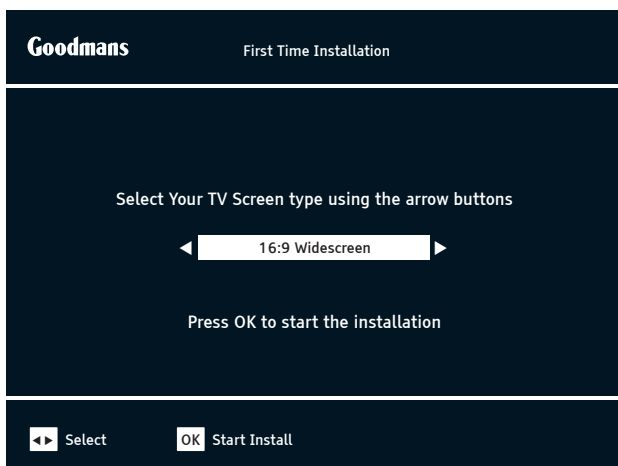 Goodmans
First Time Installation
Select Your TV Screen type using the arrow buttons
16:9 Widescreen
Press OK to start the installation
Select
OK Start Install